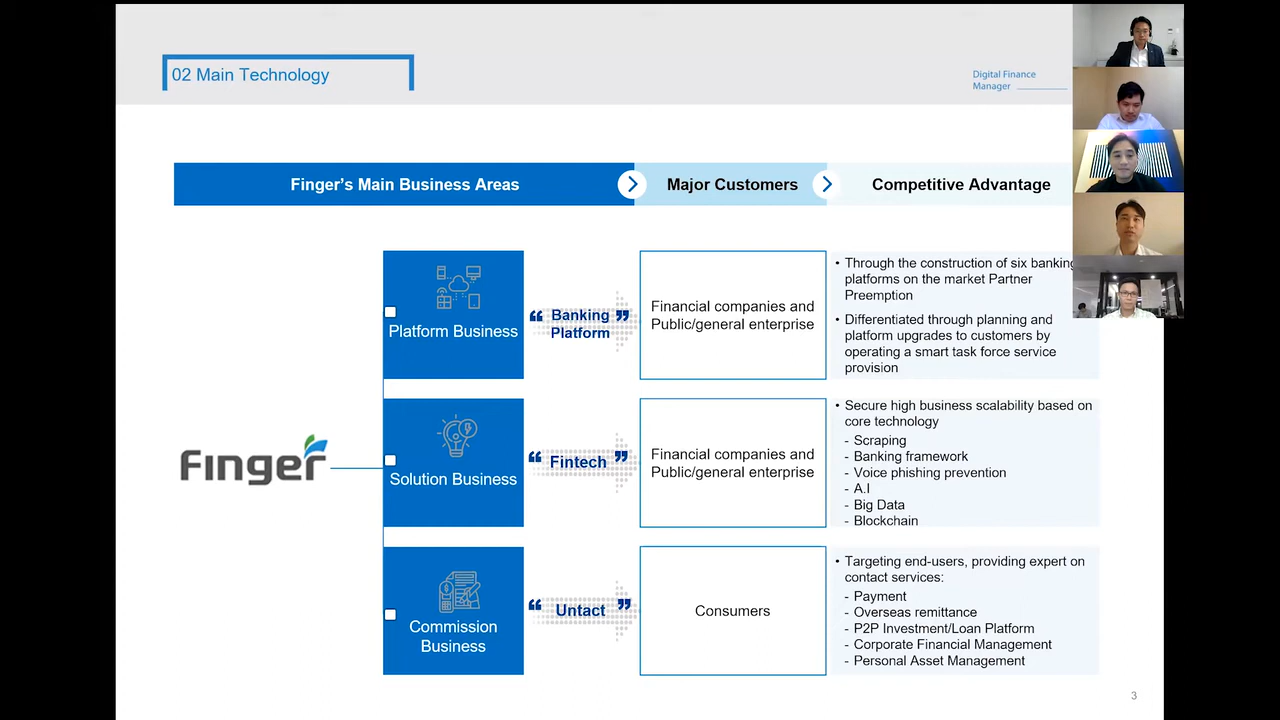 02 Main Technology
Digital Finance
Manager
Finger's Main Business Areas
Major Customers
Competitive Advantage
Platform Business
“ Banking ”
Platform
Financial companies and
Public/general enterprise
• Through the construction of six banking
platforms on the market Partner
Preemption
• Differentiated through planning and
platform upgrades to customers by
operating a smart task force service
provision
Finger
Solution Business
“ Fintech ”
Financial companies and
Public/general enterprise
• Secure high business scalability based on
core technology
- Scraping
- Banking framework
- Voice phishing prevention
- A.I
- Big Data
- Blockchain
Commission
Business
“ Untact ”
Consumers
• Targeting end-users, providing expert on
contact services:
- Payment
- Overseas remittance
- P2P Investment/Loan Platform
- Corporate Financial Management
- Personal Asset Management
3